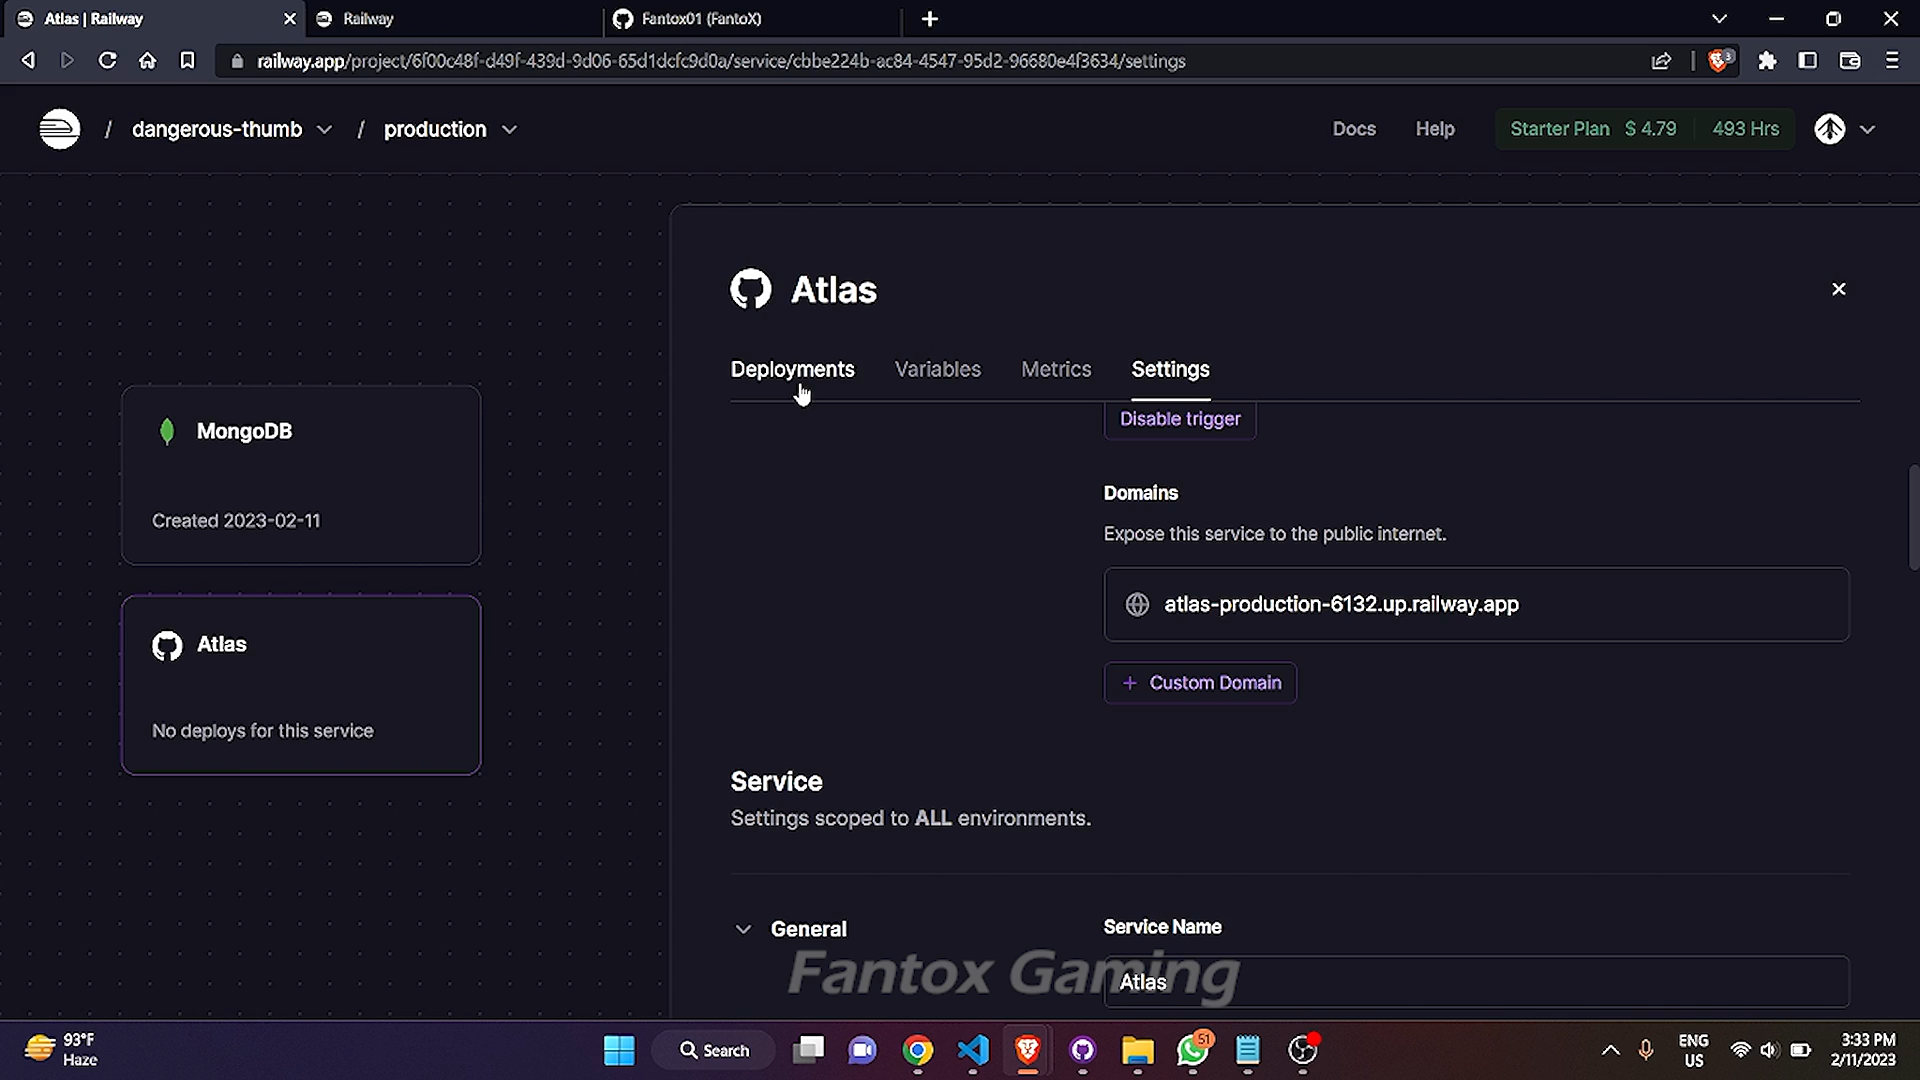 Atlas | Railway
Railway
Fantox01 (FantoX)
railway.app/project/6f00c48f-d49f-439d-9d06-65d1dcfc9d0a/service/cbbe224b-ac84-4547-95d2-96680e4f3634/settings
3
/ dangerous-thumb / production
Docs Help Starter Plan $ 4.79 493 Hrs
Atlas
Deployments Variables Metrics Settings
Disable trigger
MongoDB
Created 2023-02-11
Domains
Expose this service to the public internet.
atlas-production-6132.up.railway.app
+ Custom Domain
Atlas
No deploys for this service
Service
Settings scoped to ALL environments.
General
Service Name
Atlas
Fantox Gaming
93°F
Haze
Search
51
ENG
US
3:33 PM
2/11/2023